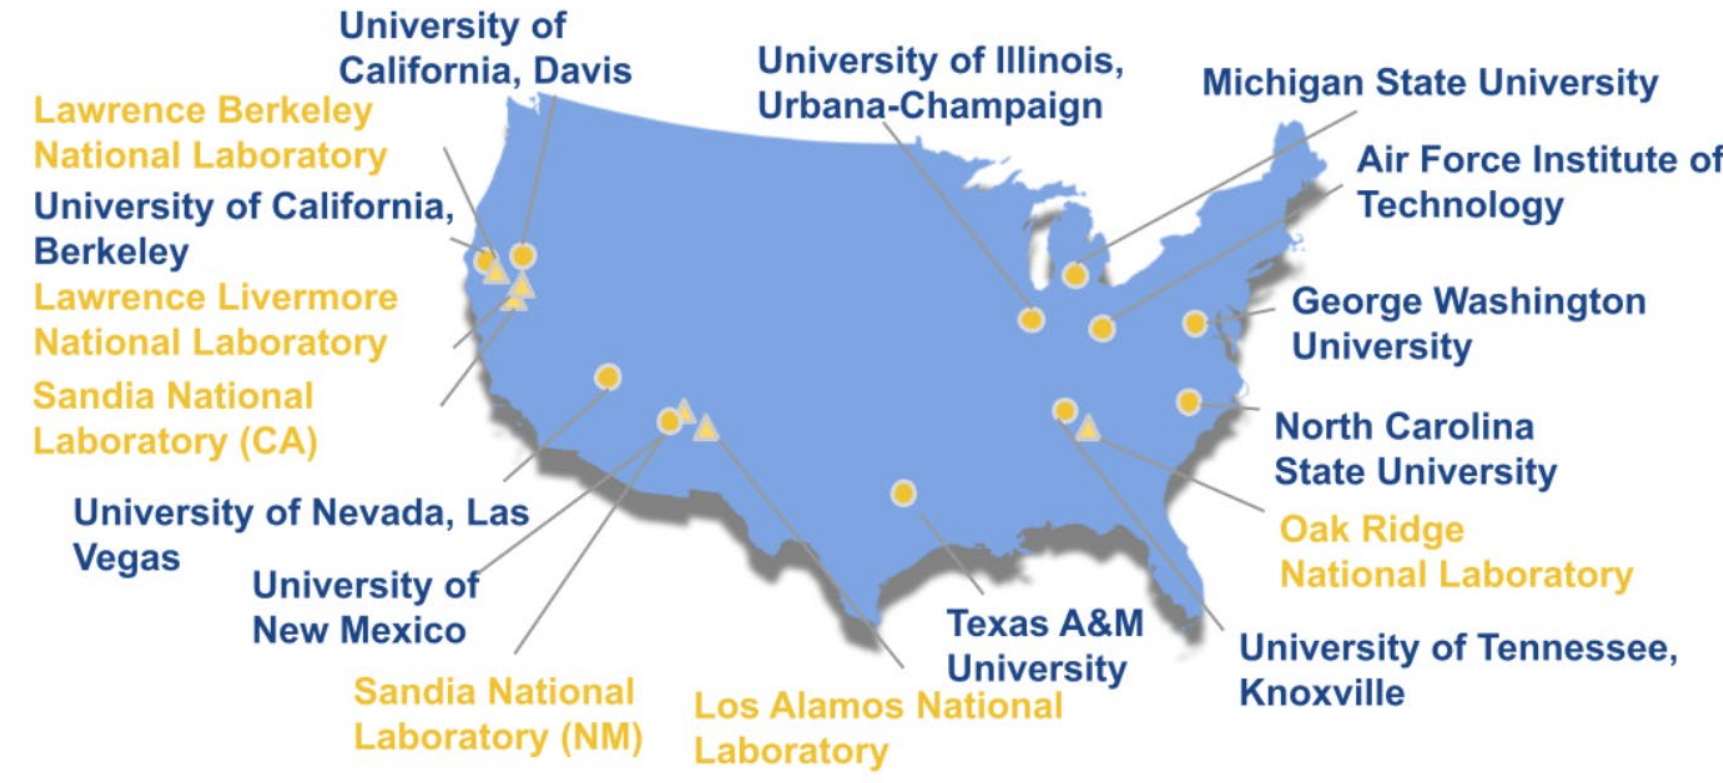 University of
California, Davis
Lawrence Berkeley
National Laboratory
University of California,
Berkeley
Lawrence Livermore
National Laboratory
Sandia National
Laboratory (CA)
University of Nevada, Las
Vegas
University of
New Mexico
Sandia National
Laboratory (NM)
Los Alamos National
Laboratory
Texas A&M
University
University of Illinois,
Urbana-Champaign
Michigan State University
Air Force Institute of
Technology
George Washington
University
North Carolina
State University
Oak Ridge
National Laboratory
University of Tennessee,
Knoxville